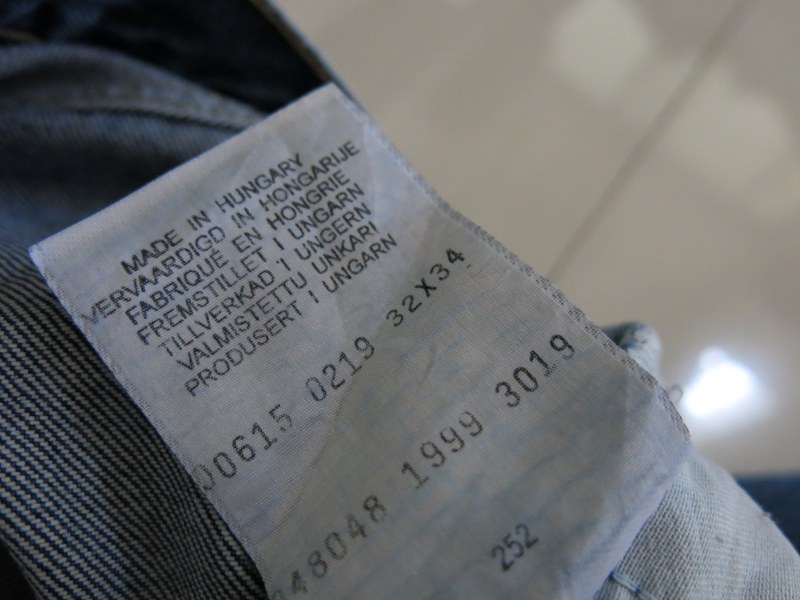 MADE IN HUNGARY
VERVAARDIGD IN HONGARIJE
FABRIQUÉ EN HONGRIE
FREMSTILLET I UNGARN
TILLVERKAD I UNGERN
VALMISTETTU UNKARI
PRODUSERT I UNGARN
00615 0219 32X34
48048 1999 3019
252